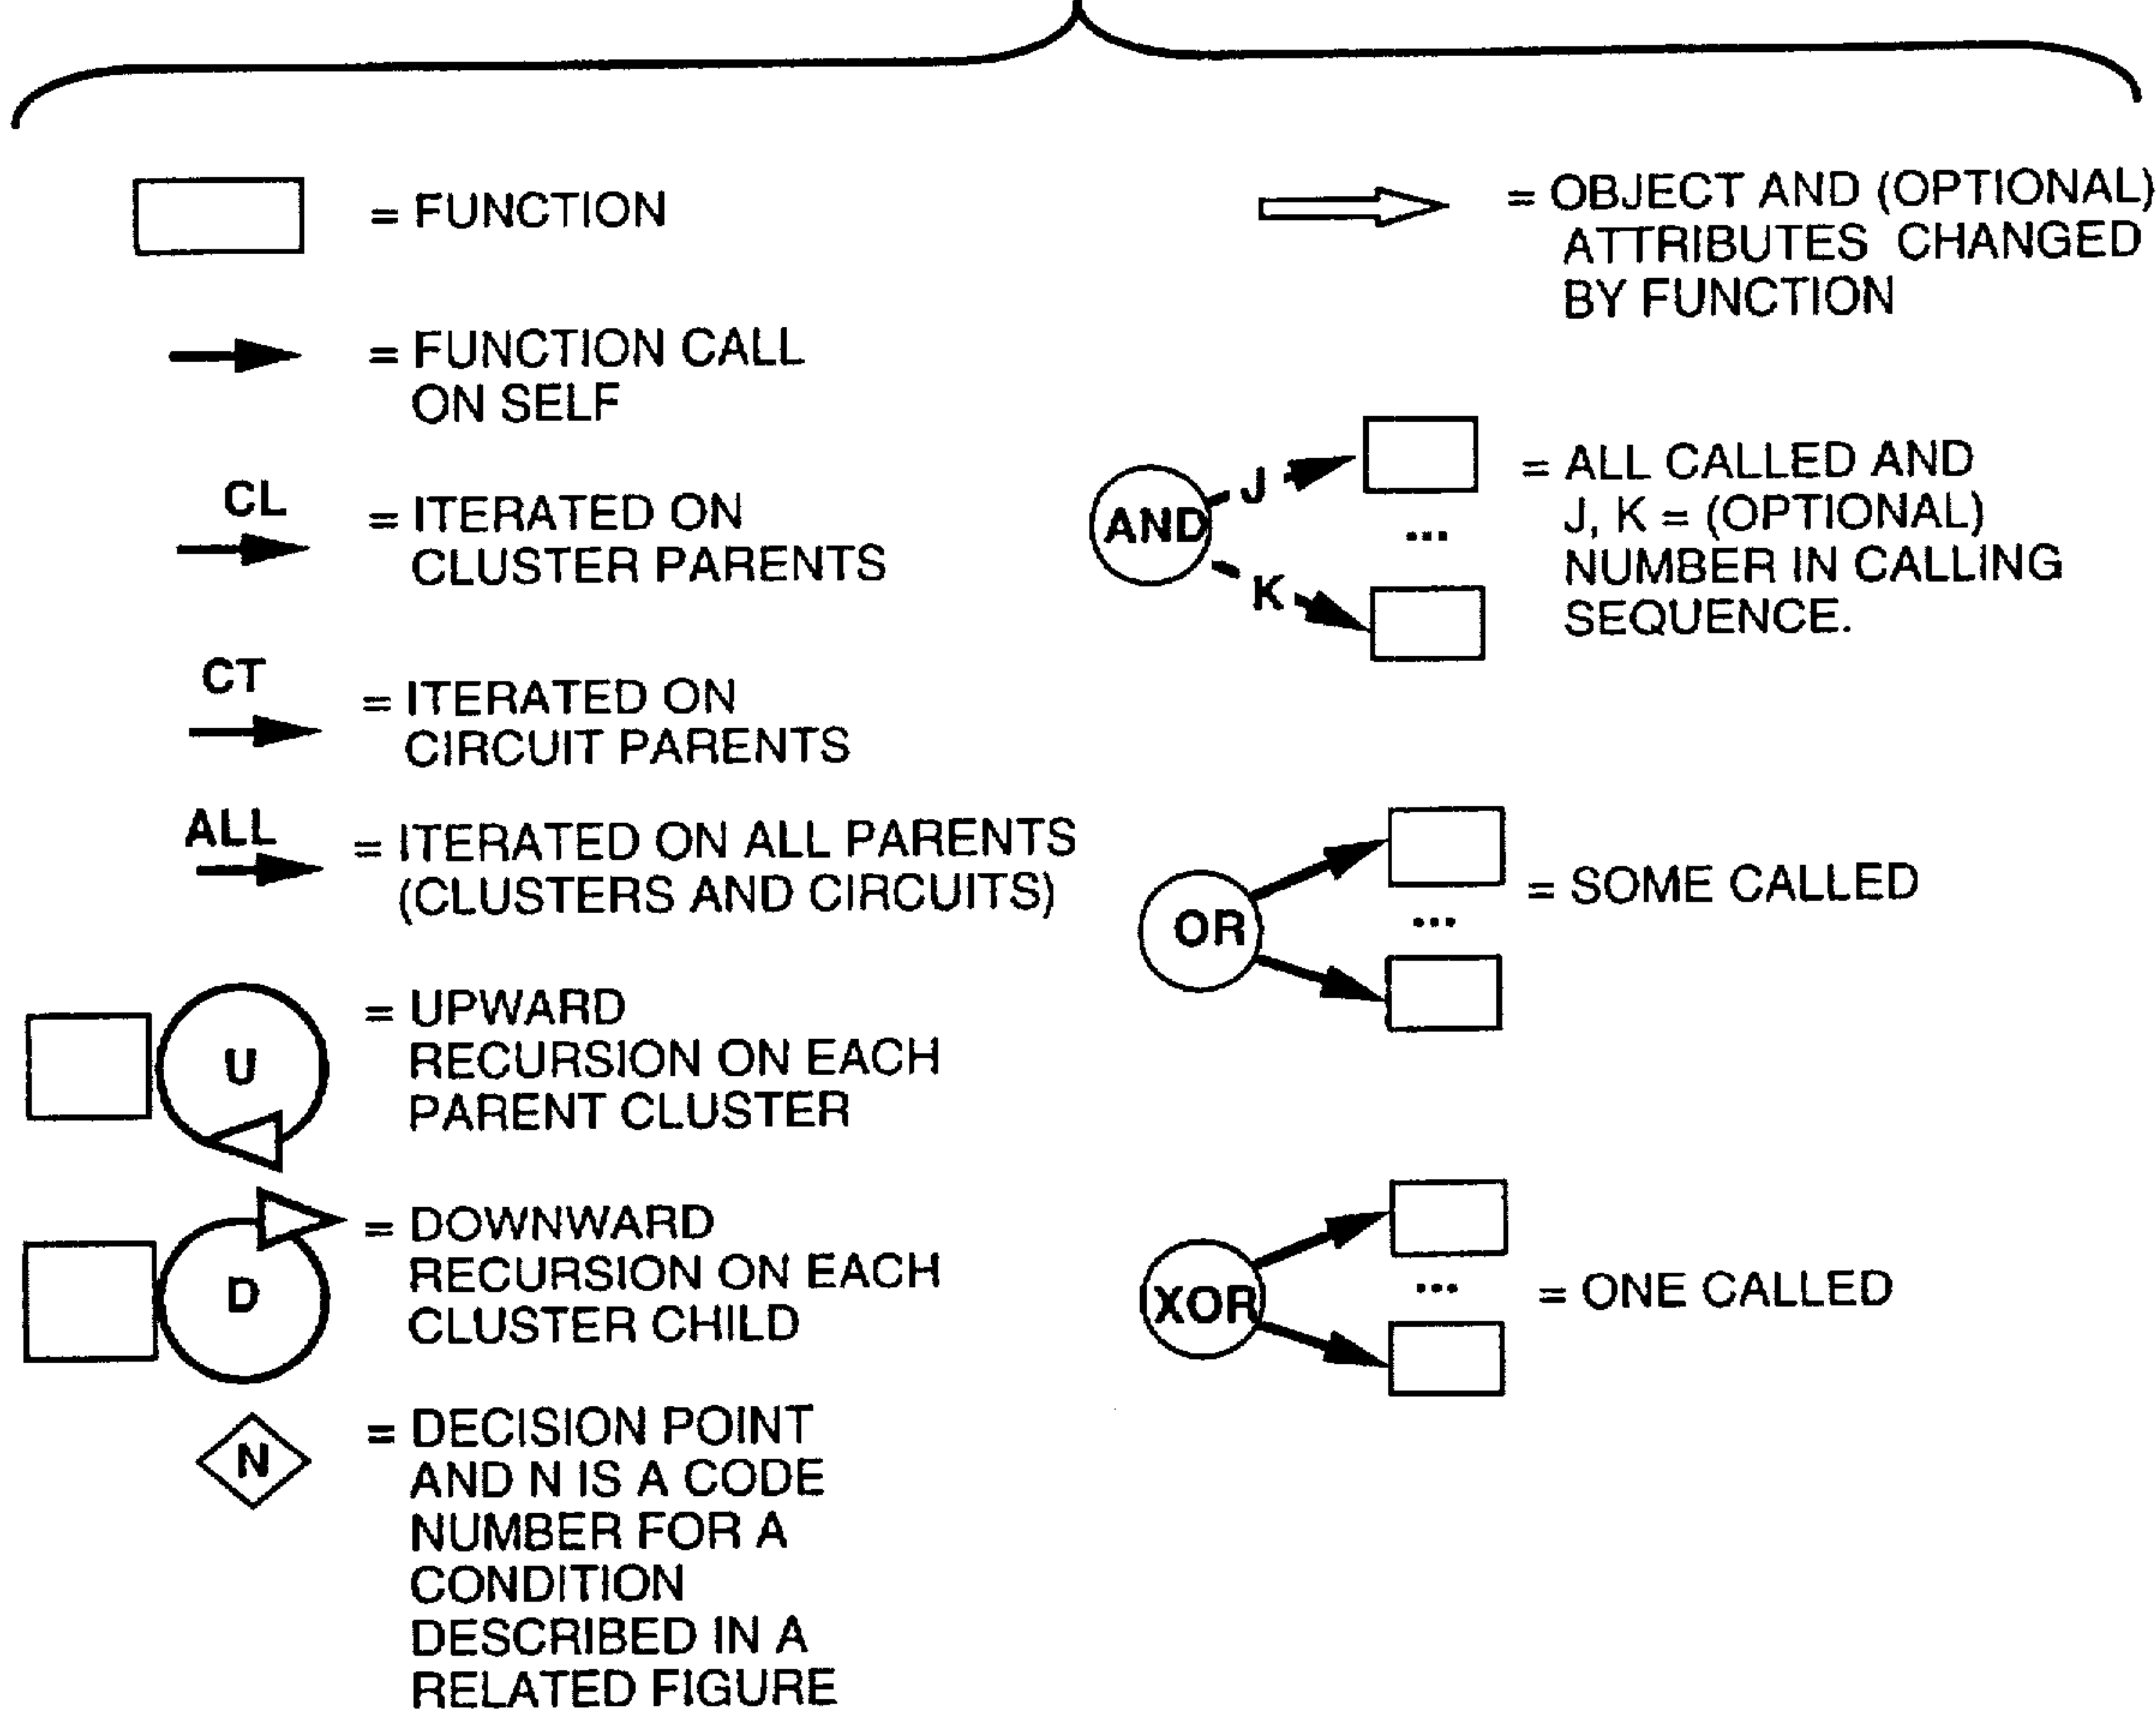 = FUNCTION
= FUNCTION CALL
ON SELF
CL
= ITERATED ON
CLUSTER PARENTS
CT
= ITERATED ON
CIRCUIT PARENTS
ALL
= ITERATED ON ALL PARENTS
(CLUSTERS AND CIRCUITS)
U
= UPWARD
RECURSION ON EACH
PARENT CLUSTER
D
= DOWNWARD
RECURSION ON EACH
CLUSTER CHILD
N
= DECISION POINT
AND N IS A CODE
NUMBER FOR A
CONDITION
DESCRIBED IN A
RELATED FIGURE
= OBJECT AND (OPTIONAL)
ATTRIBUTES CHANGED
BY FUNCTION
AND
J
...
K
= ALL CALLED AND
J, K = (OPTIONAL)
NUMBER IN CALLING
SEQUENCE.
OR
...
= SOME CALLED
XOR
...
= ONE CALLED